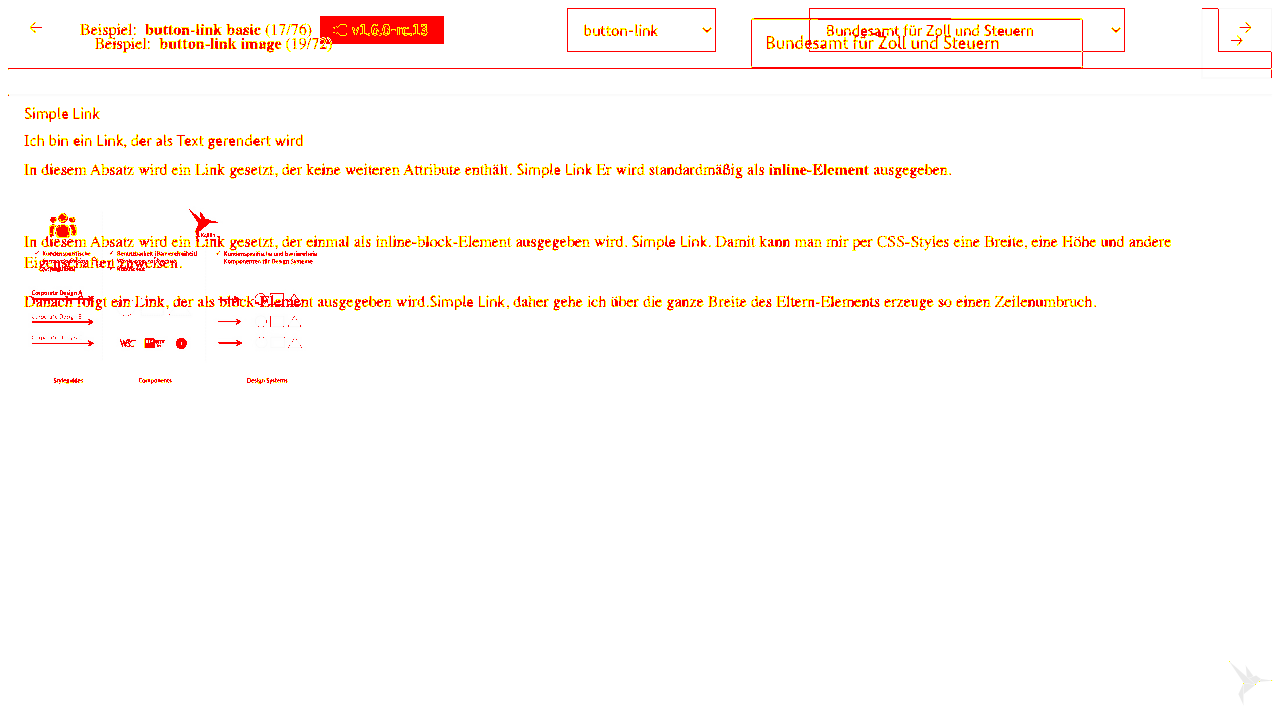 Beispiel: button-link basic (17/76)
v1.6.0-rc.13
button-link
Bundesamt für Zoll und Steuern
Beispiel: button-link image (19/72)
Bundesamt für Zoll und Steuern
Simple Link
Ich bin ein Link, der als Text gerendert wird
In diesem Absatz wird ein Link gesetzt, der keine weiteren Attribute enthält. Simple Link Er wird standardmäßig als inline-Element ausgegeben.
KoliBri
In diesem Absatz wird ein Link gesetzt, der einmal als inline-block-Element ausgegeben wird. Simple Link. Damit kann man mir per CSS-Styles eine Breite, eine Höhe und andere
Eigenschaften zuweisen.
Komponenten für Design Systeme
Corporate Design A
Danach folgt ein Link, der als block-Element ausgegeben wird.Simple Link, daher gehe ich über die ganze Breite des Eltern-Elements erzeuge so einen Zeilenumbruch.
W3C
Styleguides
Components
Design Systems